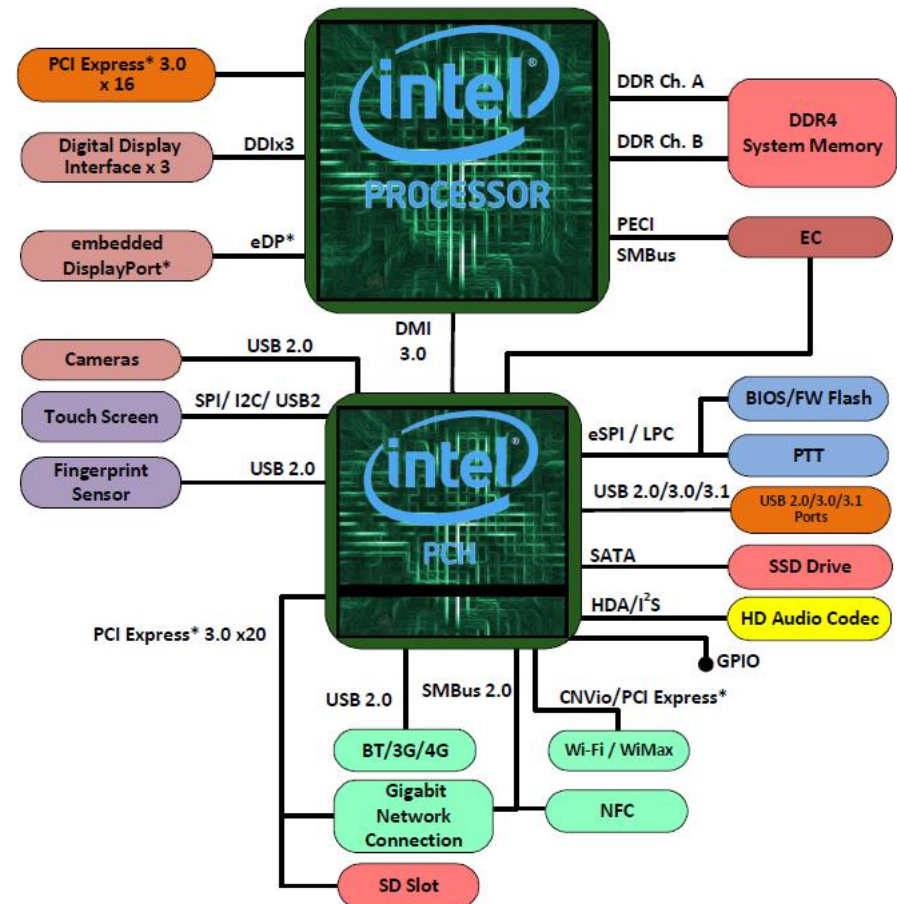 PCI Express* 3.0
x 16
Digital Display
Interface x 3
DDIx3
embedded
DisplayPort*
eDP*
intel®
PROCESSOR
DDR Ch. A
DDR Ch. B
DDR4
System Memory
PECI
SMBus
EC
DMI
3.0
Cameras
USB 2.0
Touch Screen
SPI/ I2C/ USB2
Fingerprint
Sensor
USB 2.0
intel®
PCH
eSPI / LPC
BIOS/FW Flash
PTT
USB 2.0/3.0/3.1
USB 2.0/3.0/3.1
Ports
SATA
SSD Drive
HDA/I²S
HD Audio Codec
GPIO
PCI Express* 3.0 x20
USB 2.0
SMBus 2.0
CNVio/PCI Express*
BT/3G/4G
Wi-Fi / WiMax
Gigabit
Network
Connection
NFC
SD Slot